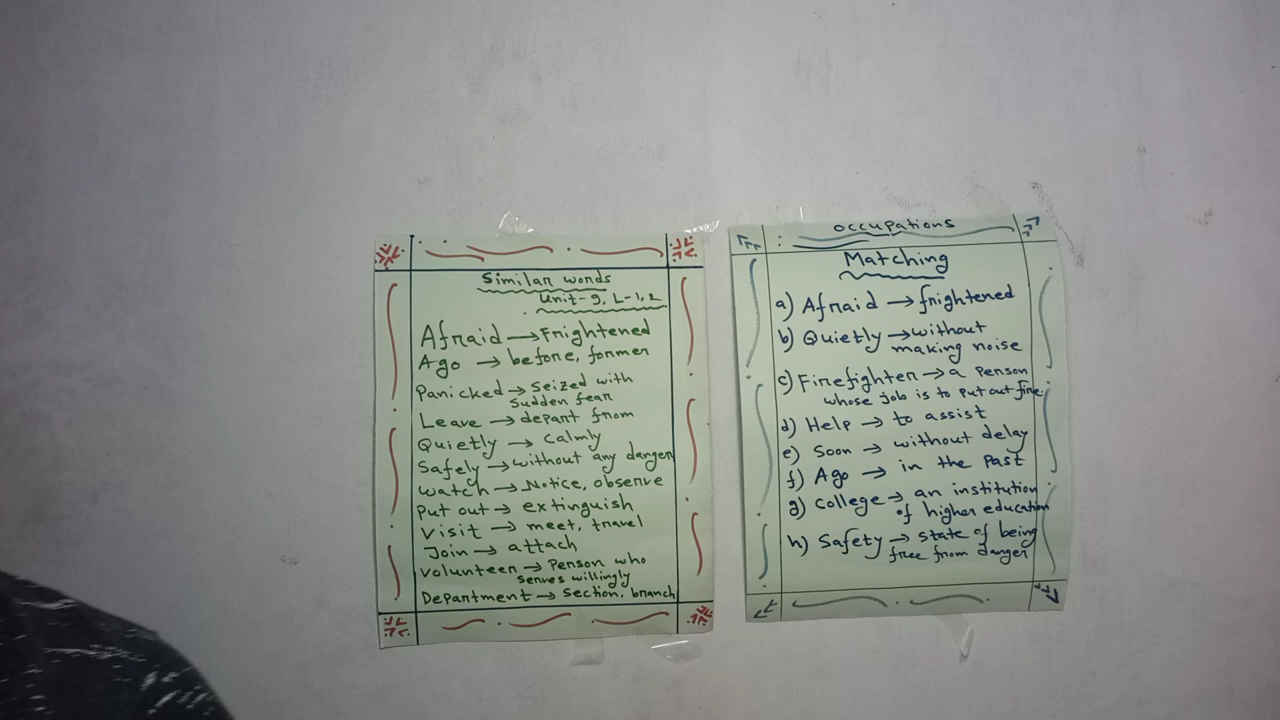 Similar words
Unit-9, L-1,2
Afraid → Frightened
Ago → before, former
Panicked → Seized with
sudden fear
Leave → depart from
Quietly → Calmly
Safely → without any danger
Watch → Notice, observe
Put out → extinguish
Visit → meet, travel
Join → attach
Volunteer → Person who
serves willingly
Department → Section, branch
Occupations
Matching
a) Afraid → frightened
b) Quietly → without
making noise
c) Firefighter → a person
whose job is to put out fire.
d) Help → to assist
e) Soon → without delay
f) Ago → in the past
g) College → an institution
of higher education
h) Safety → state of being
free from danger